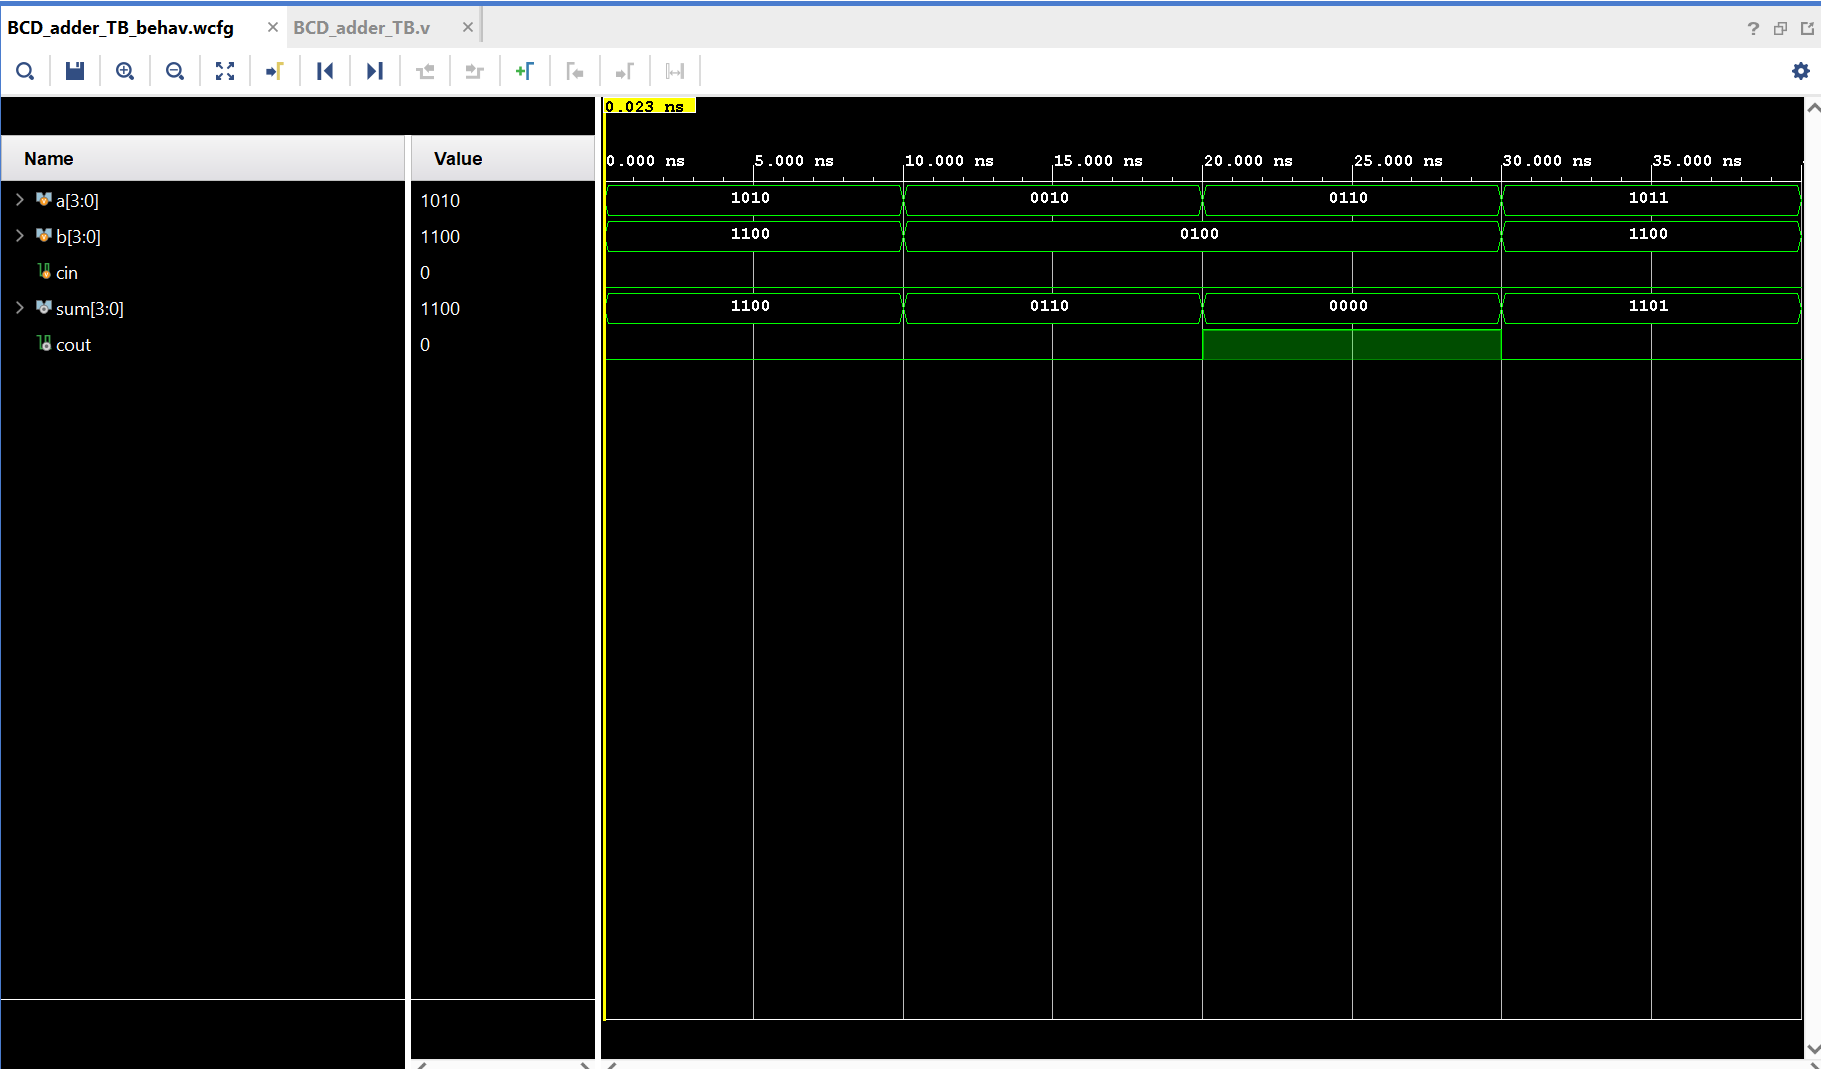 BCD_adder_TB_behav.wcfg × BCD_adder_TB.v ×
?
0.023 ns
Name Value
0.000 ns 5.000 ns 10.000 ns 15.000 ns 20.000 ns 25.000 ns 30.000 ns 35.000 ns
a[3:0] 1010 1010 0010 0110 1011
b[3:0] 1100 1100 0100 1100
cin 0
sum[3:0] 1100 1100 0110 0000 1101
cout 0